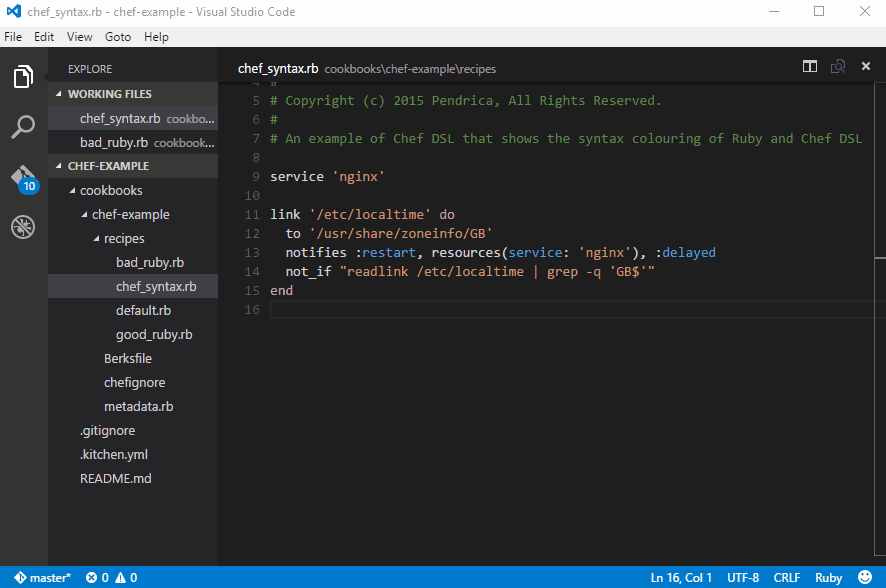 chef_syntax.rb - chef-example - Visual Studio Code
File Edit View Goto Help
EXPLORE
WORKING FILES
chef_syntax.rb cookbo...
bad_ruby.rb cookbook...
CHEF-EXAMPLE
cookbooks
chef-example
recipes
bad_ruby.rb
chef_syntax.rb
default.rb
good_ruby.rb
Berksfile
chefignore
metadata.rb
.gitignore
.kitchen.yml
README.md
10
chef_syntax.rb cookbooks\chef-example\recipes
4 #
5 # Copyright (c) 2015 Pendrica, All Rights Reserved.
6 #
7 # An example of Chef DSL that shows the syntax colouring of Ruby and Chef DSL
8
9 service 'nginx'
10
11 link '/etc/localtime' do
12   to '/usr/share/zoneinfo/GB'
13   notifies :restart, resources(service: 'nginx'), :delayed
14   not_if "readlink /etc/localtime | grep -q 'GB$'"
15 end
16
master* 0 0 Ln 16, Col 1 UTF-8 CRLF Ruby